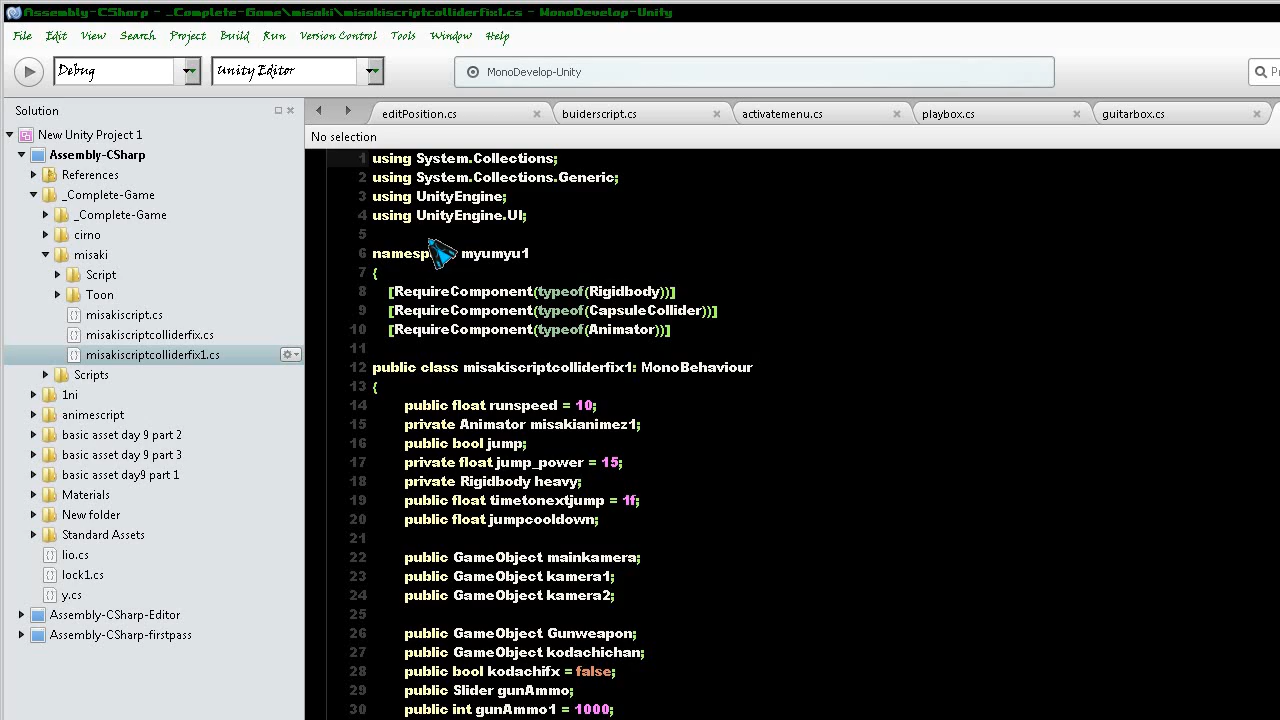 Assembly-CSharp - _Complete-Game\misaki\misakiscriptcolliderfix1.cs - MonoDevelop-Unity
File Edit View Search Project Build Run Version Control Tools Window Help
Debug Unity Editor MonoDevelop-Unity
Solution
New Unity Project 1
Assembly-CSharp
References
_Complete-Game
_Complete-Game
cirno
misaki
Script
Toon
misakiscript.cs
misakiscriptcolliderfix.cs
misakiscriptcolliderfix1.cs
Scripts
1ni
animescript
basic asset day 9 part 2
basic asset day 9 part 3
basic asset day9 part 1
Materials
New folder
Standard Assets
lio.cs
lock1.cs
y.cs
Assembly-CSharp-Editor
Assembly-CSharp-firstpass
editPosition.cs buiderscript.cs activatemenu.cs playbox.cs guitarbox.cs
No selection
1 using System.Collections;
2 using System.Collections.Generic;
3 using UnityEngine;
4 using UnityEngine.UI;
5
6 namesp myumyu1
7 {
8 [RequireComponent(typeof(Rigidbody))]
9 [RequireComponent(typeof(CapsuleCollider))]
10 [RequireComponent(typeof(Animator))]
11
12 public class misakiscriptcolliderfix1: MonoBehaviour
13 {
14 public float runspeed = 10;
15 private Animator misakianimez1;
16 public bool jump;
17 private float jump_power = 15;
18 private Rigidbody heavy;
19 public float timetonextjump = 1f;
20 public float jumpcooldown;
21
22 public GameObject mainkamera;
23 public GameObject kamera1;
24 public GameObject kamera2;
25
26 public GameObject Gunweapon;
27 public GameObject kodachichan;
28 public bool kodachifx = false;
29 public Slider gunAmmo;
30 public int gunAmmo1 = 1000;